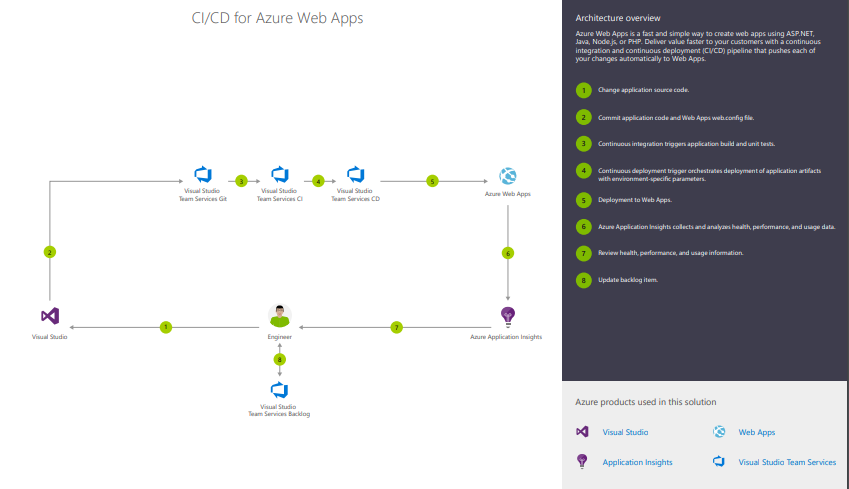 CI/CD for Azure Web Apps
3
4
5
Visual Studio
Team Services Git
Visual Studio
Team Services CI
Visual Studio
Team Services CD
Azure Web Apps
2
6
Visual Studio
1
Engineer
7
Azure Application Insights
8
Visual Studio
Team Services Backlog
Architecture overview
Azure Web Apps is a fast and simple way to create web apps using ASP.NET,
Java, Node.js, or PHP. Deliver value faster to your customers with a continuous
integration and continuous deployment (CI/CD) pipeline that pushes each of
your changes automatically to Web Apps.
1 Change application source code.
2 Commit application code and Web Apps web.config file.
3 Continuous integration triggers application build and unit tests.
4 Continuous deployment trigger orchestrates deployment of application artifacts
with environment-specific parameters.
5 Deployment to Web Apps.
6 Azure Application Insights collects and analyzes health, performance, and usage data.
7 Review health, performance, and usage information.
8 Update backlog item.
Azure products used in this solution
Visual Studio
Web Apps
Application Insights
Visual Studio Team Services